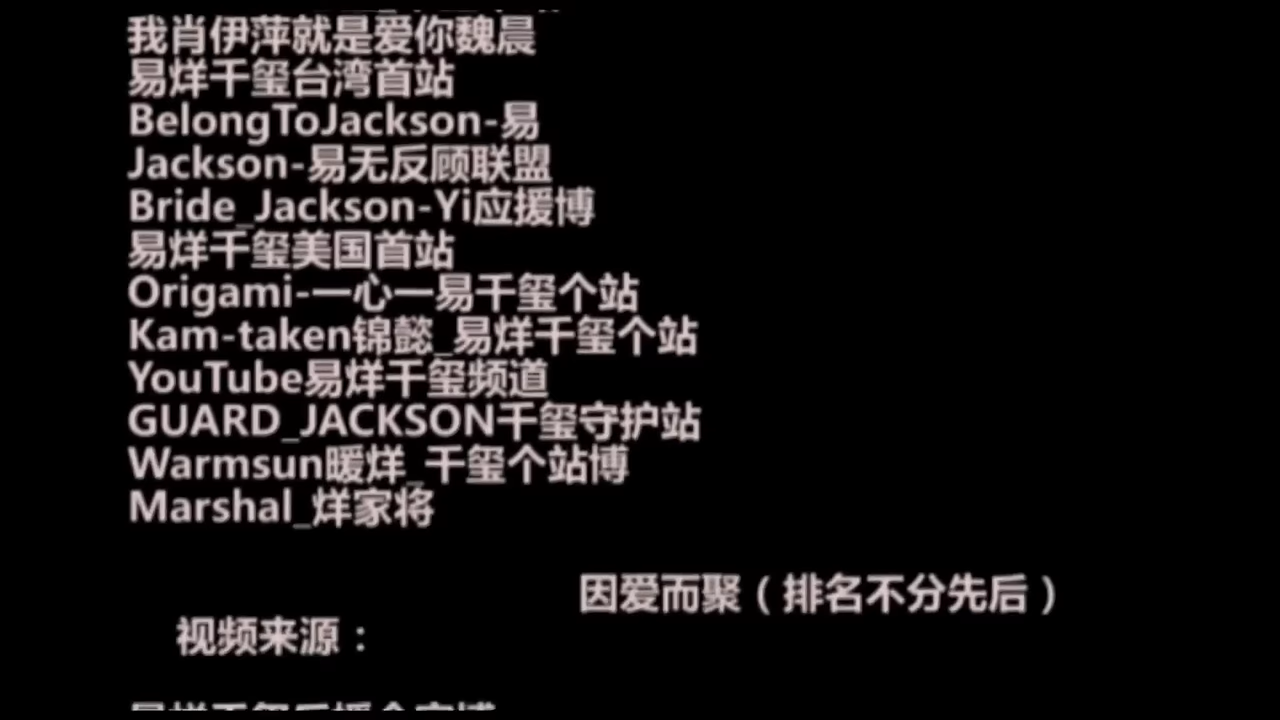 我肖伊萍就是爱你魏晨
易烊千玺台湾首站
BelongToJackson-易
Jackson-易无反顾联盟
Bride_Jackson-Yi应援博
易烊千玺美国首站
Origami-一心一易千玺个站
Kam-taken锦懿_易烊千玺个站
YouTube易烊千玺频道
GUARD_JACKSON千玺守护站
Warmsun暖烊_千玺个站博
Marshal_烊家将
因爱而聚（排名不分先后）
视频来源：